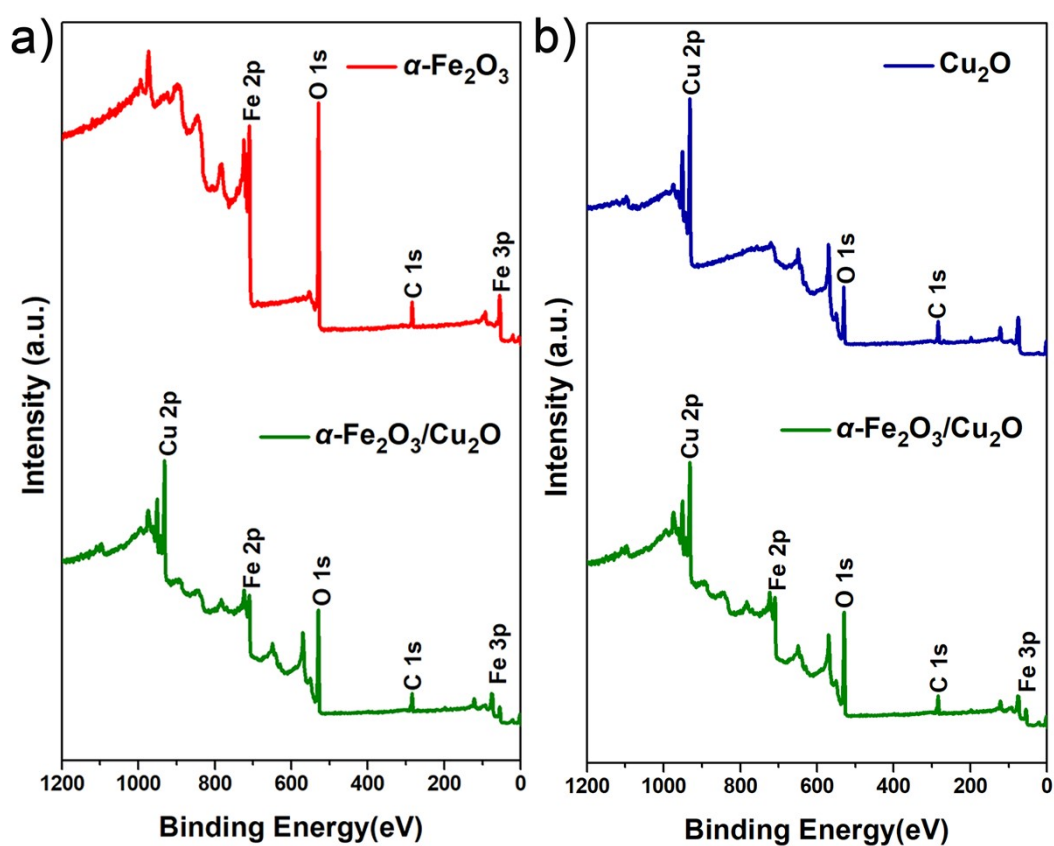 a)
α-Fe₂O₃
Fe 2p
O 1s
C 1s
Fe 3p
α-Fe₂O₃/Cu₂O
Cu 2p
Fe 2p
O 1s
C 1s
Fe 3p
Intensity (a.u.)
1200 1000 800 600 400 200 0
Binding Energy(eV)
b)
Cu₂O
Cu 2p
O 1s
C 1s
α-Fe₂O₃/Cu₂O
Cu 2p
Fe 2p
O 1s
C 1s
Fe 3p
Intensity (a.u.)
1200 1000 800 600 400 200 0
Binding Energy(eV)